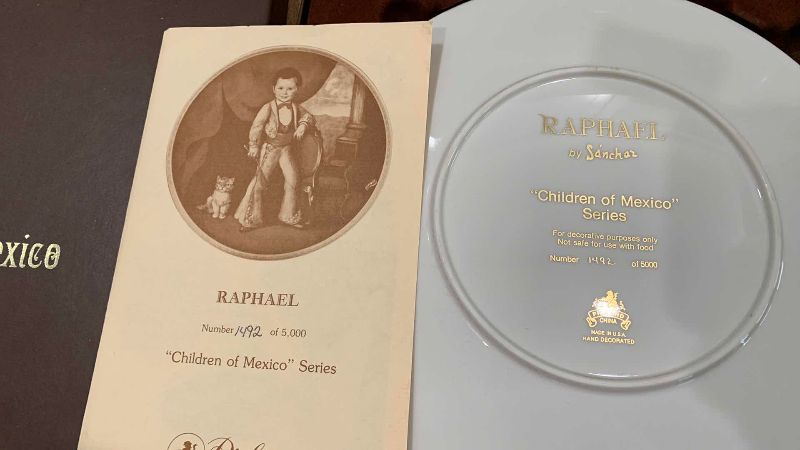 exico
RAPHAEL
Number 1492 of 5,000
"Children of Mexico" Series
RAPHAEL
by Sánchaz
"Children of Mexico"
Series
For decorative purposes only
Not safe for use with food
Number 1492 of 5000
CHINA
MADE IN U.S.A.
HAND DECORATED